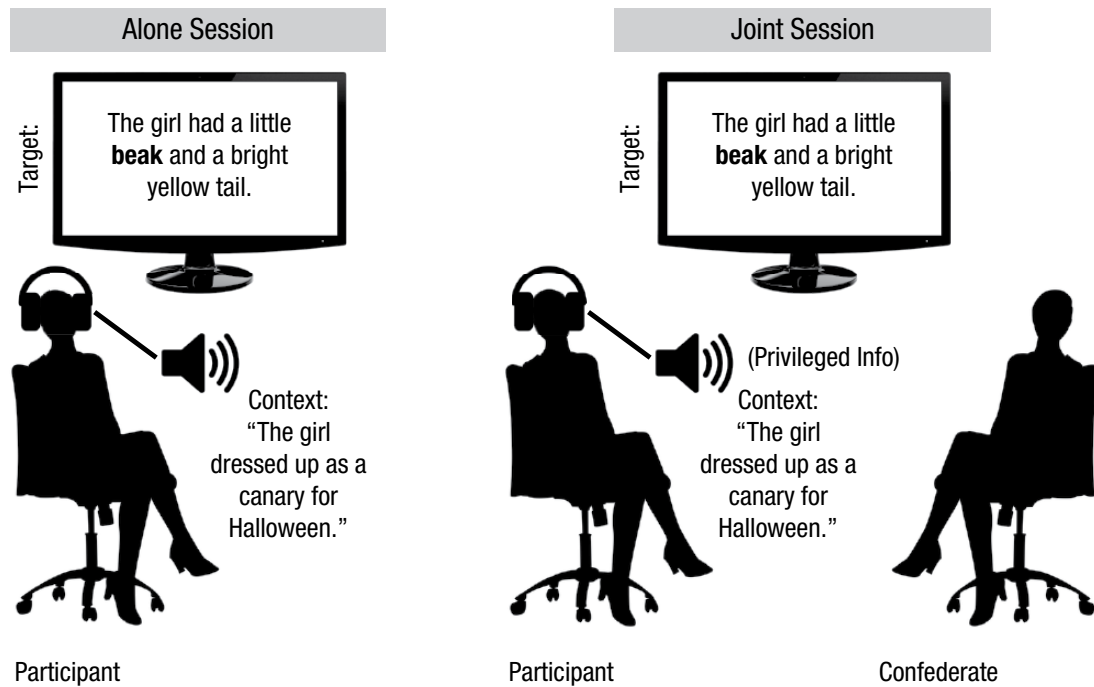 Alone Session
Target:
The girl had a little
beak and a bright
yellow tail.
Context:
“The girl
dressed up as a
canary for
Halloween.”
Participant
Joint Session
Target:
The girl had a little
beak and a bright
yellow tail.
(Privileged Info)
Context:
“The girl
dressed up as a
canary for
Halloween.”
Participant
Confederate